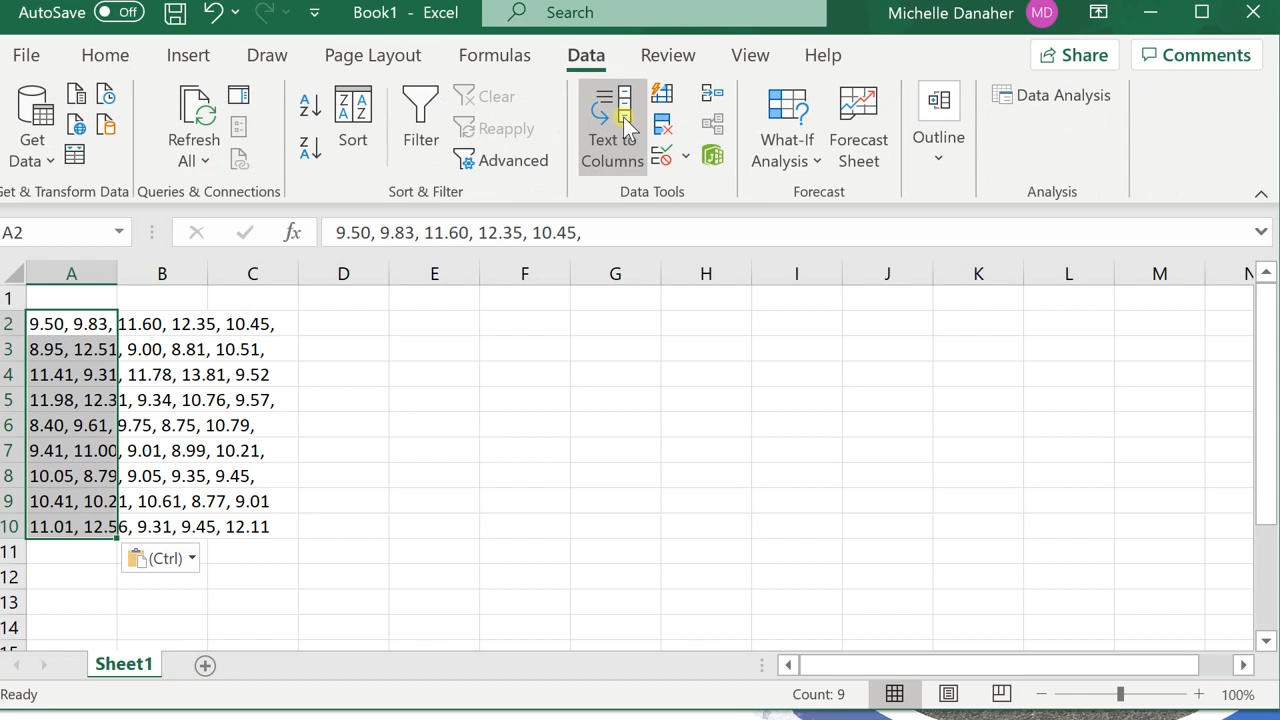 AutoSave Off Book1 - Excel Search Michelle Danaher MD
File Home Insert Draw Page Layout Formulas Data Review View Help Share Comments
Get Data Refresh All Sort Filter Clear Reapply Advanced Text to Columns What-If Analysis Forecast Sheet Outline Data Analysis
Get & Transform Data Queries & Connections Sort & Filter Data Tools Forecast Analysis
A2 fx 9.50, 9.83, 11.60, 12.35, 10.45,
A B C D E F G H I J K L M N
1
2 9.50, 9.83, 11.60, 12.35, 10.45,
3 8.95, 12.51, 9.00, 8.81, 10.51,
4 11.41, 9.31, 11.78, 13.81, 9.52
5 11.98, 12.31, 9.34, 10.76, 9.57,
6 8.40, 9.61, 9.75, 8.75, 10.79,
7 9.41, 11.00, 9.01, 8.99, 10.21,
8 10.05, 8.79, 9.05, 9.35, 9.45,
9 10.41, 10.21, 10.61, 8.77, 9.01
10 11.01, 12.56, 9.31, 9.45, 12.11
11 (Ctrl)
12
13
14
15
Sheet1
Ready Count: 9 100%